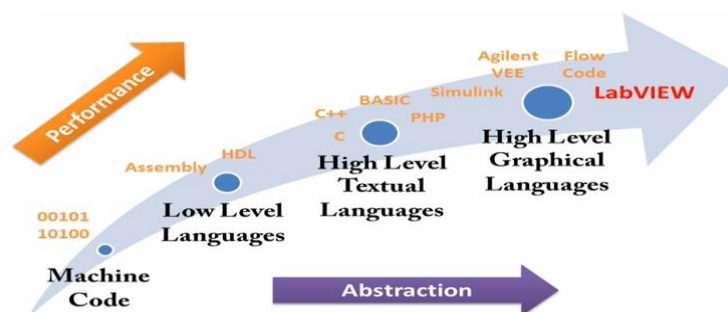 Performance
00101
10100
Machine
Code
Assembly
HDL
Low Level
Languages
C++
BASIC
C
PHP
High Level
Textual
Languages
Simulink
Agilent
VEE
Flow
Code
LabVIEW
High Level
Graphical
Languages
Abstraction